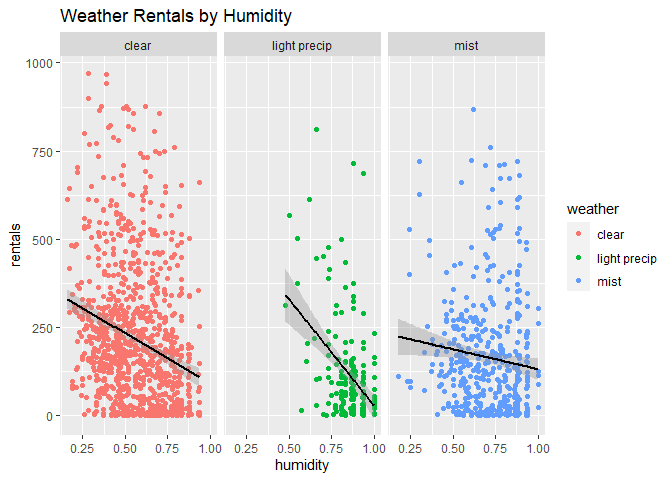 Weather Rentals by Humidity
clear
light precip
mist
1000
750
500
250
0
rentals
0.25 0.50 0.75 1.00
0.25 0.50 0.75 1.00
0.25 0.50 0.75 1.00
humidity
weather
clear
light precip
mist